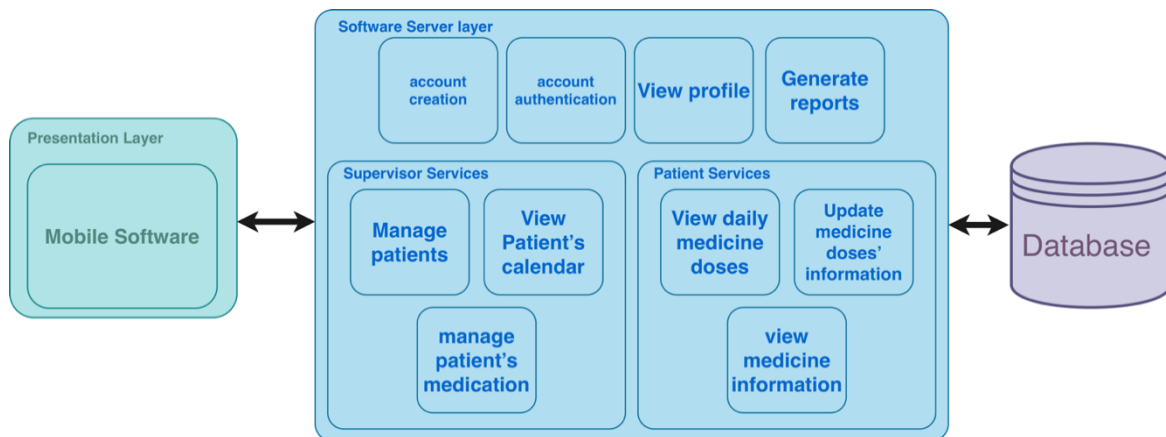 Software Server layer
account
creation
account
authentication
View profile
Generate
reports
Presentation Layer
Mobile Software
Supervisor Services
Manage
patients
View
Patient's
calendar
manage
patient's
medication
Patient Services
View daily
medicine
doses
Update
medicine
doses'
information
view
medicine
information
Database